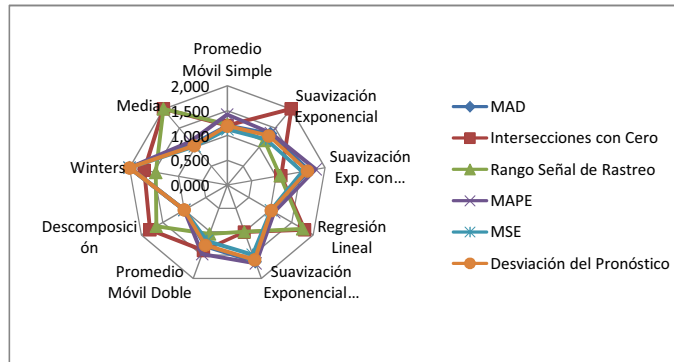 Promedio
Móvil Simple
Suavización
Exponencial
Suavización
Exp. con...
Regresión
Lineal
Suavización
Exponencial...
Promedio
Móvil Doble
Descomposici
ón
Winters
Media
2,000
1,500
1,000
0,500
0,000
MAD
Intersecciones con Cero
Rango Señal de Rastreo
MAPE
MSE
Desviación del Pronóstico